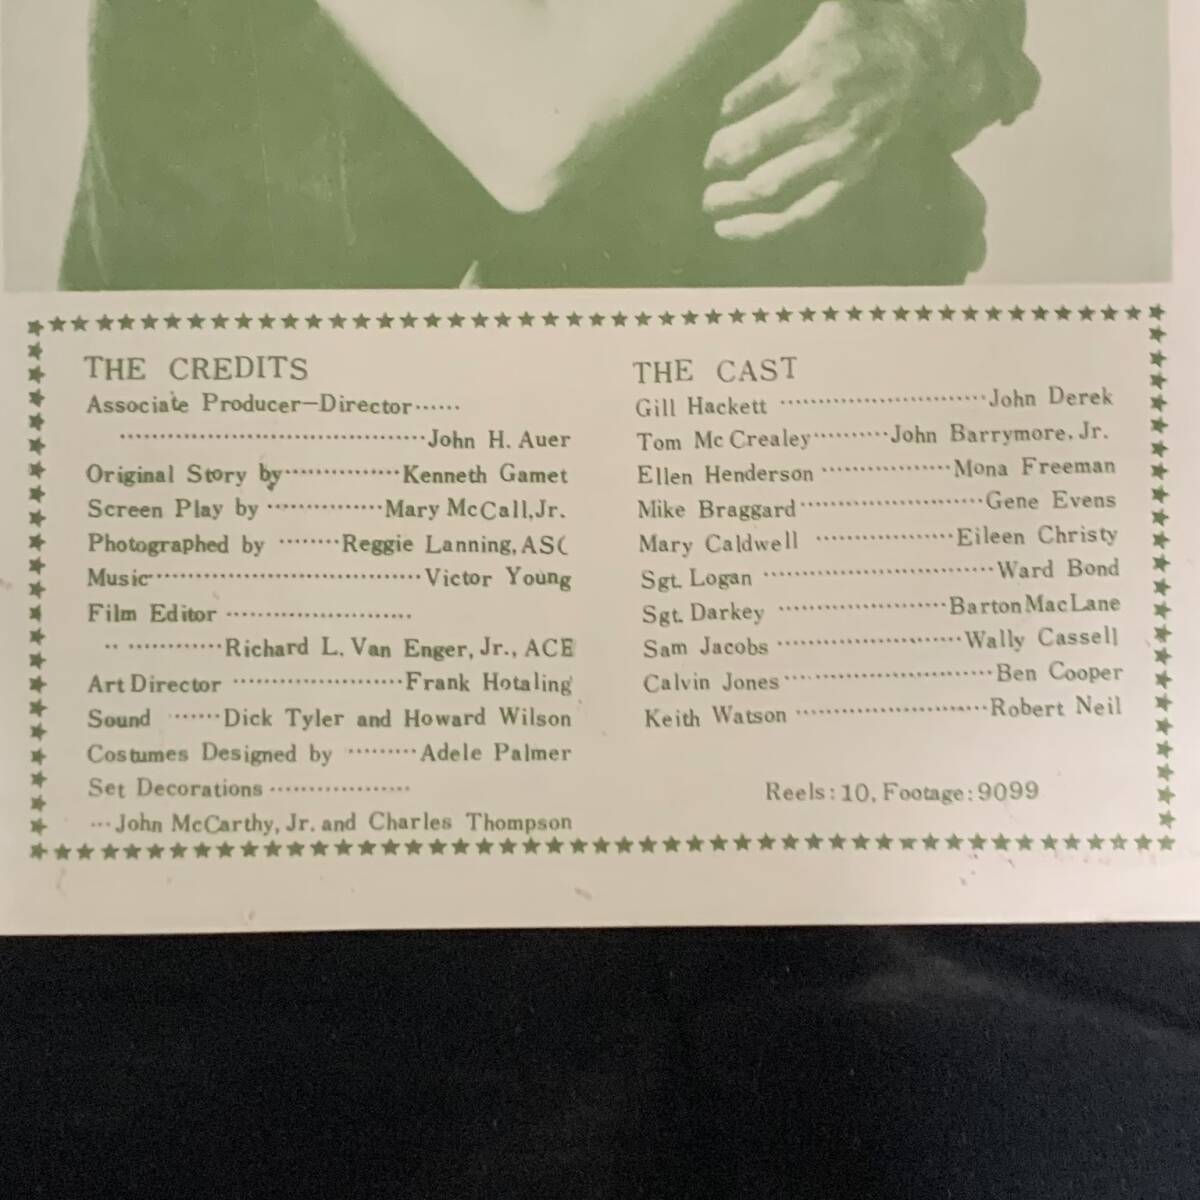 THE CREDITS
Associate Producer—Director······
······································John H. Auer
Original Story by···············Kenneth Gamet
Screen Play by ···············Mary McCall,Jr.
Photographed by ········Reggie Lanning, ASC
Music··································Victor Young
Film Editor ························
·· ············Richard L. Van Enger, Jr., ACE
Art Director ······················Frank Hotaling
Sound ·······Dick Tyler and Howard Wilson
Costumes Designed by ·········Adele Palmer
Set Decorations ··················
···John McCarthy, Jr. and Charles Thompson
THE CAST
Gill Hackett ···························John Derek
Tom Mc Crealey··········John Barrymore, Jr.
Ellen Henderson ·················Mona Freeman
Mike Braggard························Gene Evens
Mary Caldwell ··················Eileen Christy
Sgt. Logan ······························Ward Bond
Sgt. Darkey ······················Barton MacLane
Sam Jacobs ························Wally Cassell
Calvin Jones···························Ben Cooper
Keith Watson ·························Robert Neil
Reels: 10, Footage: 9099